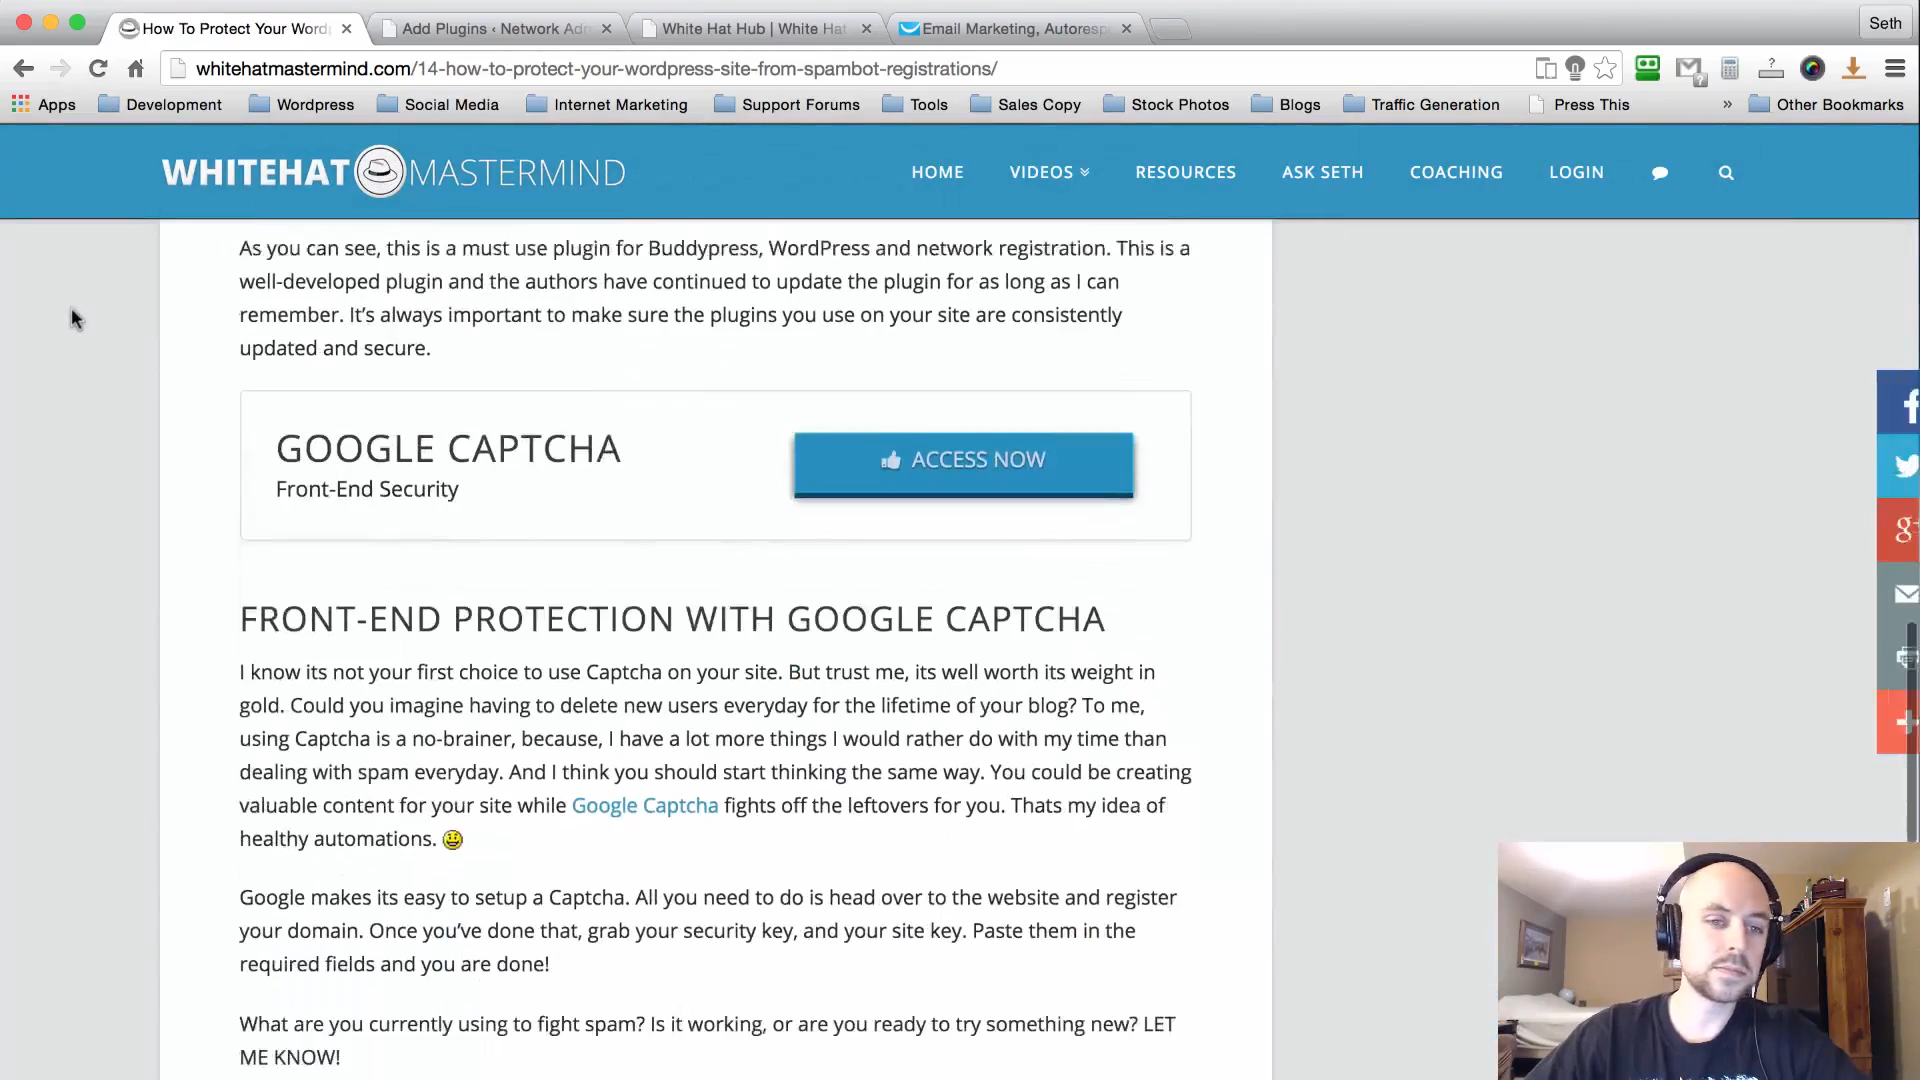 How To Protect Your Word
Add Plugins ‹ Network Adm
White Hat Hub | White Hat
Email Marketing, Autoresp
Seth
whitehatmastermind.com/14-how-to-protect-your-wordpress-site-from-spambot-registrations/
Apps
Development
Wordpress
Social Media
Internet Marketing
Support Forums
Tools
Sales Copy
Stock Photos
Blogs
Traffic Generation
Press This
»
Other Bookmarks
WHITEHAT MASTERMIND
HOME
VIDEOS
RESOURCES
ASK SETH
COACHING
LOGIN
As you can see, this is a must use plugin for Buddypress, WordPress and network registration. This is a
well-developed plugin and the authors have continued to update the plugin for as long as I can
remember. It’s always important to make sure the plugins you use on your site are consistently
updated and secure.
GOOGLE CAPTCHA
Front-End Security
ACCESS NOW
FRONT-END PROTECTION WITH GOOGLE CAPTCHA
I know its not your first choice to use Captcha on your site. But trust me, its well worth its weight in
gold. Could you imagine having to delete new users everyday for the lifetime of your blog? To me,
using Captcha is a no-brainer, because, I have a lot more things I would rather do with my time than
dealing with spam everyday. And I think you should start thinking the same way. You could be creating
valuable content for your site while Google Captcha fights off the leftovers for you. Thats my idea of
healthy automations.
Google makes its easy to setup a Captcha. All you need to do is head over to the website and register
your domain. Once you’ve done that, grab your security key, and your site key. Paste them in the
required fields and you are done!
What are you currently using to fight spam? Is it working, or are you ready to try something new? LET
ME KNOW!